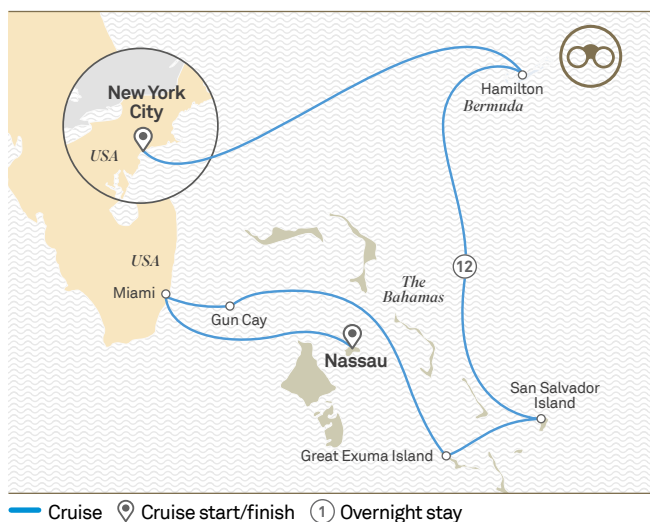 New York
City
USA
Hamilton
Bermuda
USA
Miami
Gun Cay
The
Bahamas
12
Nassau
San Salvador
Island
Great Exuma Island
Cruise
Cruise start/finish
1
Overnight stay